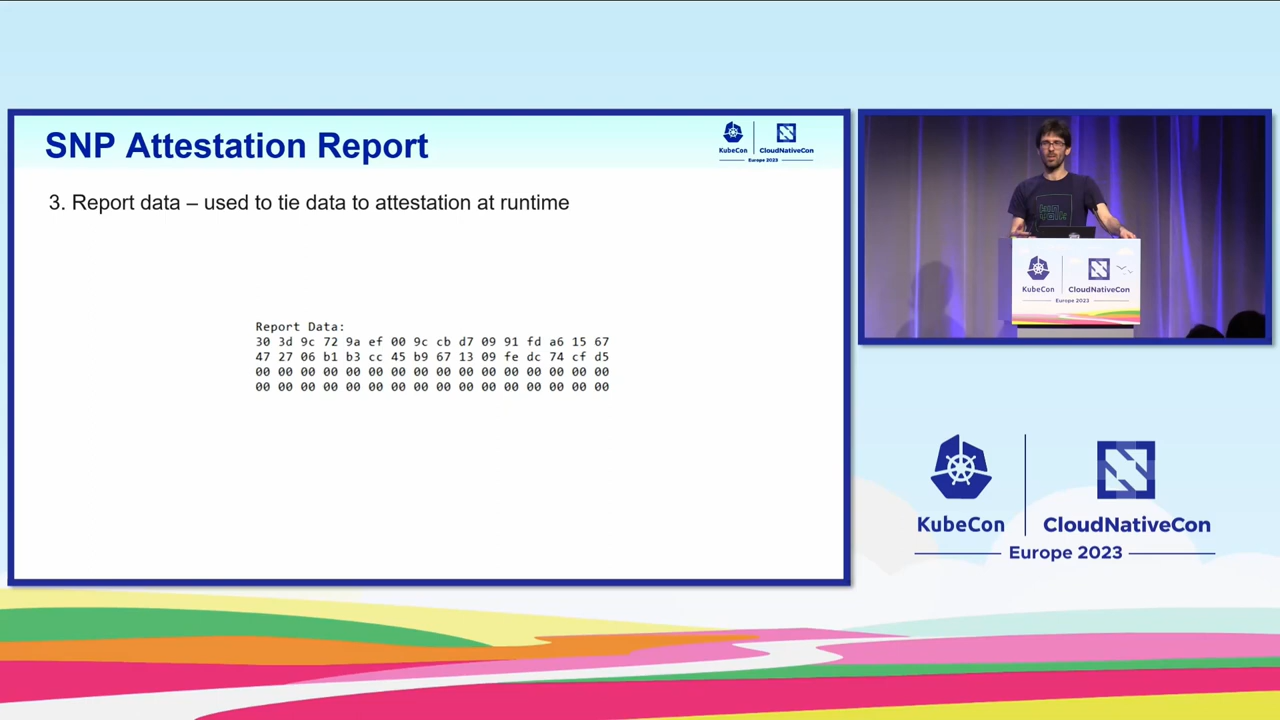 SNP Attestation Report
KubeCon
CloudNativeCon
Europe 2023
3. Report data – used to tie data to attestation at runtime
Report Data:
30 3d 9c 72 9a ef 00 9c cb d7 09 91 fd a6 15 67
47 27 06 b1 b3 cc 45 b9 67 13 09 fe dc 74 cf d5
00 00 00 00 00 00 00 00 00 00 00 00 00 00 00 00
00 00 00 00 00 00 00 00 00 00 00 00 00 00 00 00
KubeCon
CloudNativeCon
Europe 2023
KubeCon
CloudNativeCon
Europe 2023